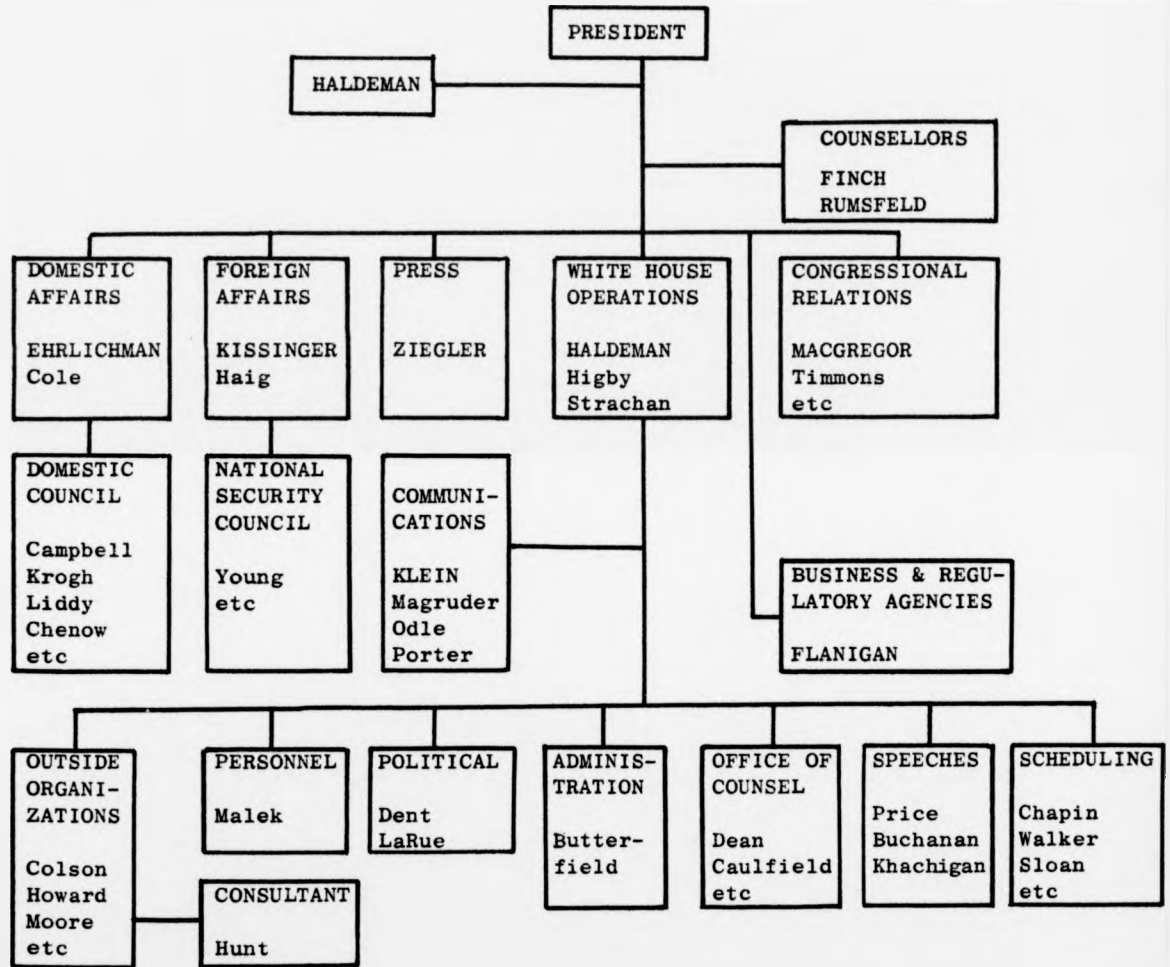 PRESIDENT
HALDEMAN
COUNSELLORS
FINCH
RUMSFELD
DOMESTIC
AFFAIRS
EHRLICHMAN
Cole
FOREIGN
AFFAIRS
KISSINGER
Haig
PRESS
ZIEGLER
WHITE HOUSE
OPERATIONS
HALDEMAN
Higby
Strachan
CONGRESSIONAL
RELATIONS
MACGREGOR
Timmons
etc
DOMESTIC
COUNCIL
Campbell
Krogh
Liddy
Chenow
etc
NATIONAL
SECURITY
COUNCIL
Young
etc
COMMUNI-
CATIONS
KLEIN
Magruder
Odle
Porter
BUSINESS & REGU-
LATORY AGENCIES
FLANIGAN
OUTSIDE
ORGANI-
ZATIONS
Colson
Howard
Moore
etc
CONSULTANT
Hunt
PERSONNEL
Malek
POLITICAL
Dent
LaRue
ADMINIS-
TRATION
Butter-
field
OFFICE OF
COUNSEL
Dean
Caulfield
etc
SPEECHES
Price
Buchanan
Khachigan
SCHEDULING
Chapin
Walker
Sloan
etc